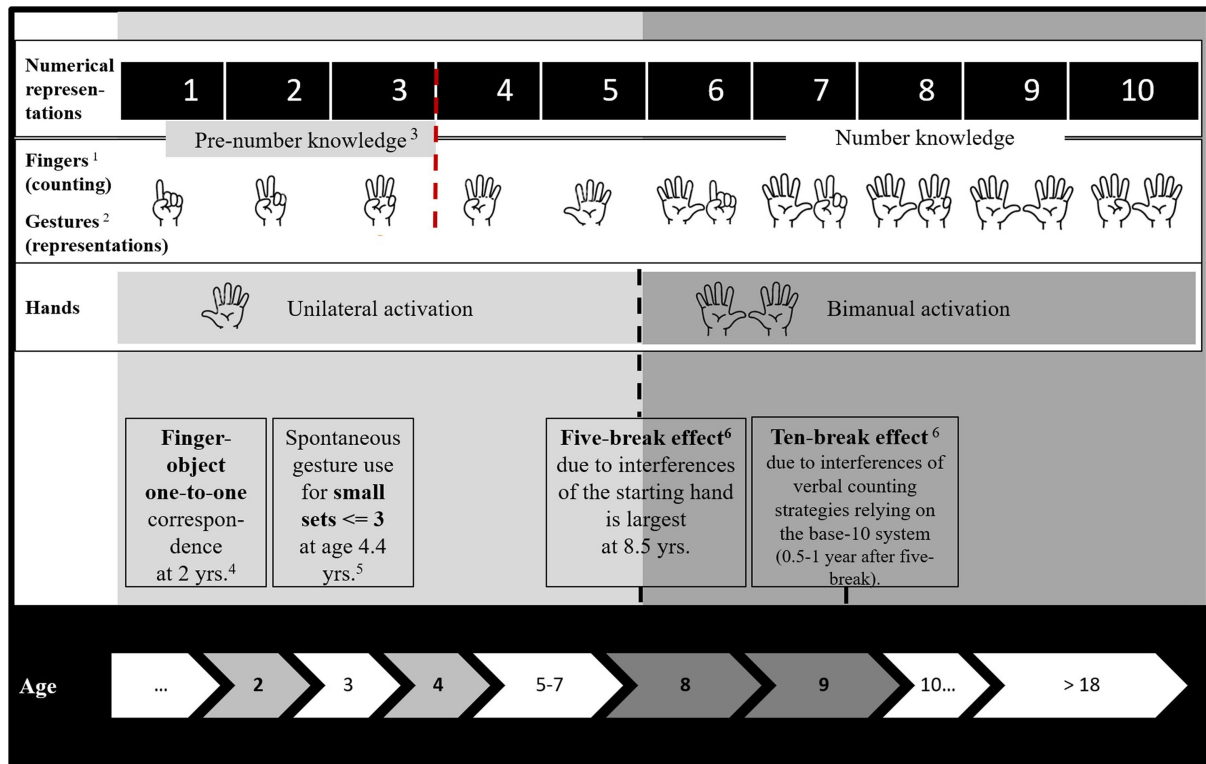 Numerical
represen-
tations
1 2 3 4 5 6 7 8 9 10
Pre-number knowledge 3
Number knowledge
Fingers 1
(counting)
Gestures 2
(representations)
Hands
Unilateral activation
Bimanual activation
Finger-
object
one-to-one
correspon-
dence
at 2 yrs.4
Spontaneous
gesture use
for small
sets <= 3
at age 4.4
yrs.5
Five-break effect6
due to interferences
of the starting hand
is largest
at 8.5 yrs.
Ten-break effect 6
due to interferences of
verbal counting
strategies relying on
the base-10 system
(0.5-1 year after five-
break).
Age
... 2 3 4 5-7 8 9 10... > 18